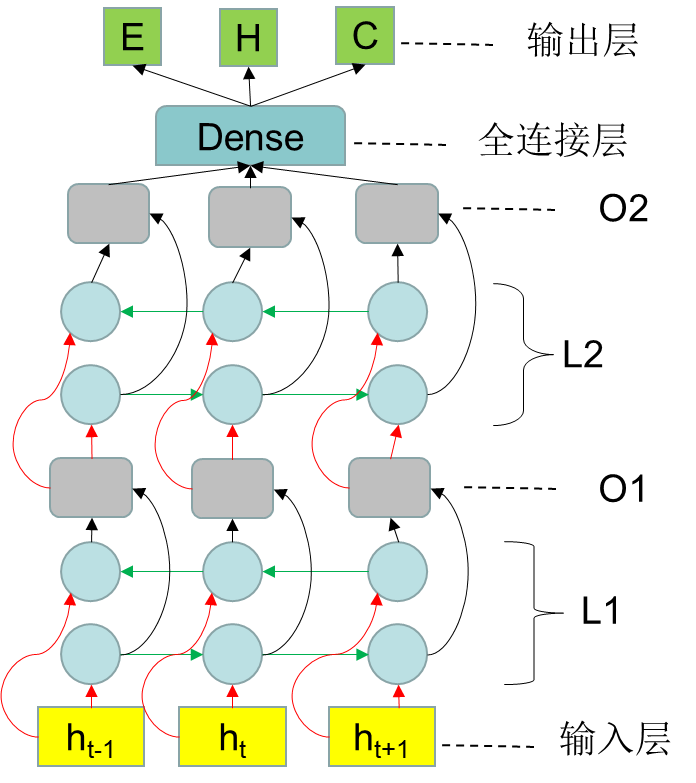 E H C 输出层
Dense 全连接层
O2
L2
O1
L1
h_{t-1} h_t h_{t+1} 输入层